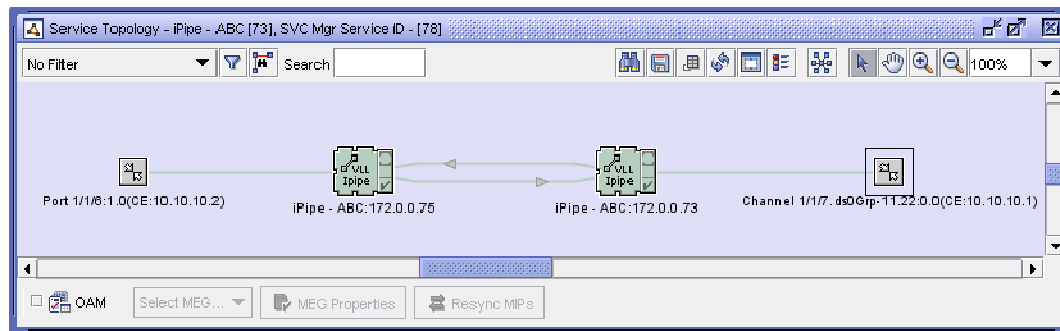 Service Topology - iPipe - ABC [73], SVC Mgr Service ID - [78]
No Filter
Search
100%
VLL
Ipipe
VLL
Ipipe
Port 1/1/6:1.0(CE:10.10.10.2)
iPipe - ABC:172.0.0.75
iPipe - ABC:172.0.0.73
Channel 1/1/7.ds0Grp-11.22:0.0(CE:10.10.10.1)
OAM
Select MEG...
MEG Properties
Resync MIPs